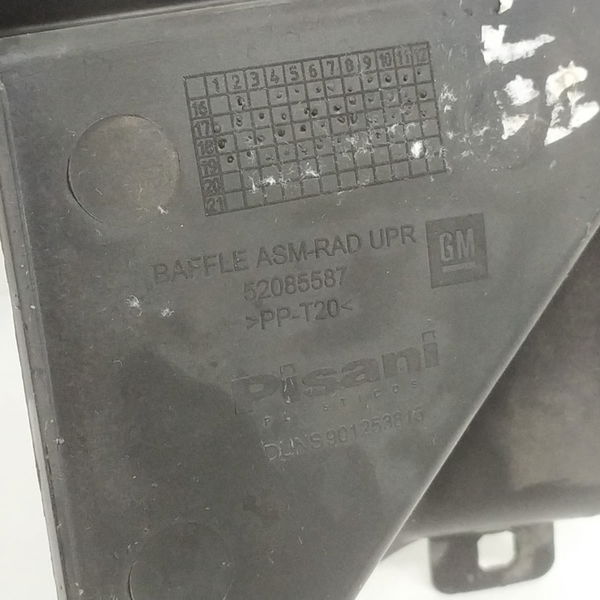 1 2 3 4 5 6 7 8 9 10 11 12
16
17
18
19
20
21
BAFFLE ASM-RAD UPR
GM
52085587
>PP-T20<
Pisani
PLÁSTICOS
DUNS 901253815